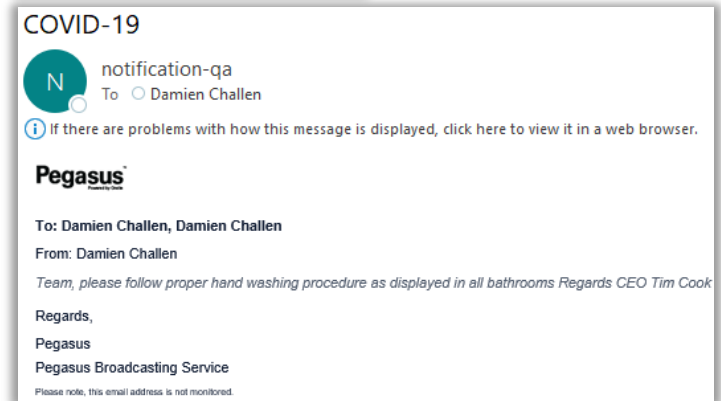 COVID-19
N
notification-qa
To Damien Challen
i If there are problems with how this message is displayed, click here to view it in a web browser.
Pegasus
Powered by Onsite
To: Damien Challen, Damien Challen
From: Damien Challen
Team, please follow proper hand washing procedure as displayed in all bathrooms Regards CEO Tim Cook
Regards,
Pegasus
Pegasus Broadcasting Service
Please note, this email address is not monitored.